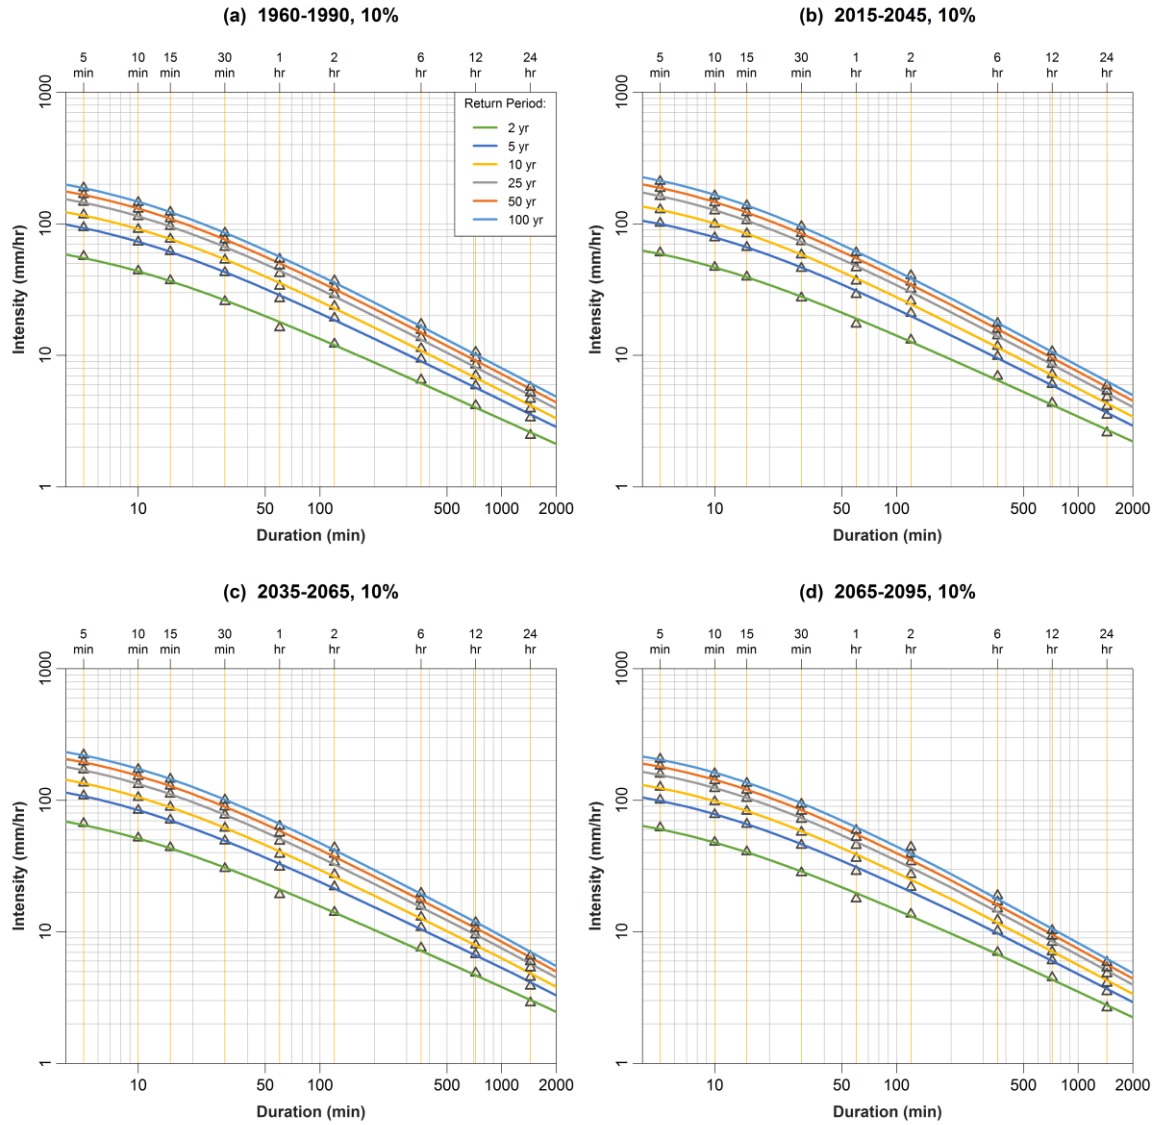 (a) 1960-1990, 10%
5 min 10 min 15 min 30 min 1 hr 2 hr 6 hr 12 hr 24 hr
Intensity (mm/hr)
1000
100
10
1
Return Period:
2 yr
5 yr
10 yr
25 yr
50 yr
100 yr
10 50 100 500 1000 2000
Duration (min)
(b) 2015-2045, 10%
5 min 10 min 15 min 30 min 1 hr 2 hr 6 hr 12 hr 24 hr
Intensity (mm/hr)
1000
100
10
1
10 50 100 500 1000 2000
Duration (min)
(c) 2035-2065, 10%
5 min 10 min 15 min 30 min 1 hr 2 hr 6 hr 12 hr 24 hr
Intensity (mm/hr)
1000
100
10
1
10 50 100 500 1000 2000
Duration (min)
(d) 2065-2095, 10%
5 min 10 min 15 min 30 min 1 hr 2 hr 6 hr 12 hr 24 hr
Intensity (mm/hr)
1000
100
10
1
10 50 100 500 1000 2000
Duration (min)